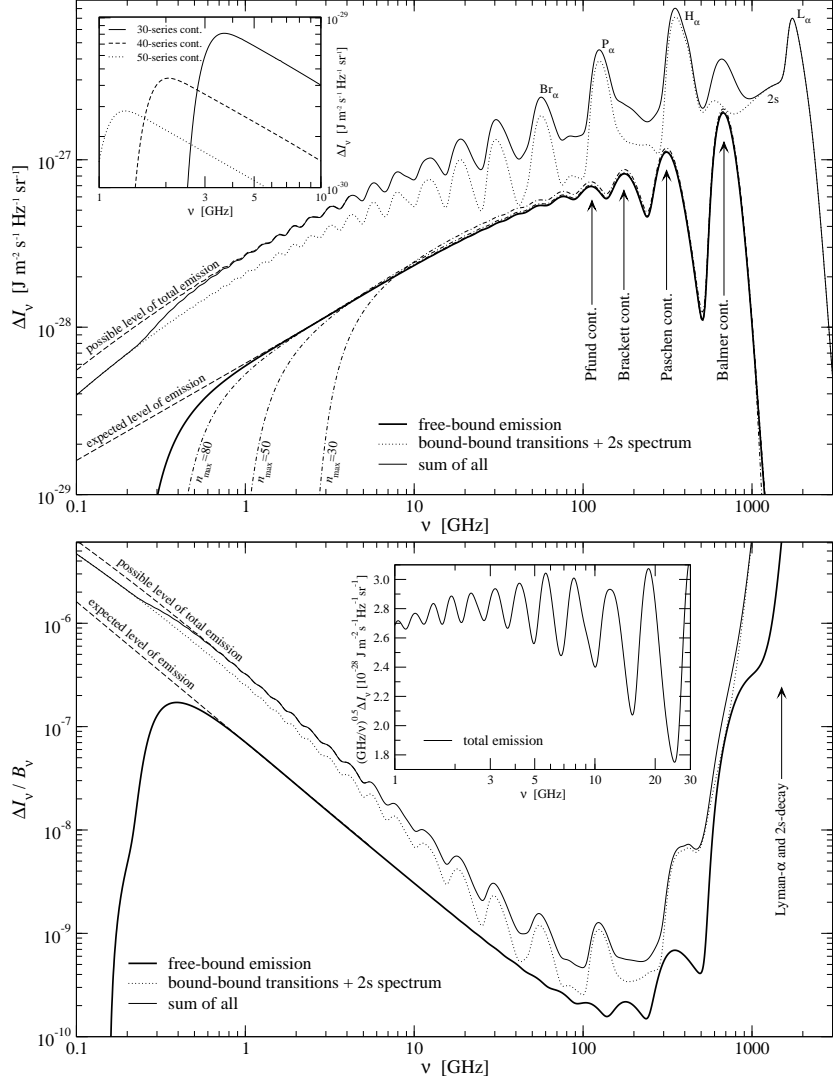 30-series cont.
40-series cont.
50-series cont.
10⁻²⁹
10⁻³⁰
ΔI_ν [J m⁻² s⁻¹ Hz⁻¹ sr⁻¹]
1 3 10
ν [GHz]
Br_α
P_α
H_α
L_α
2s
10⁻²⁷
10⁻²⁸
10⁻²⁹
ΔI_ν [J m⁻² s⁻¹ Hz⁻¹ sr⁻¹]
possible level of total emission
expected level of emission
n_max=80
n_max=50
n_max=30
Pfund cont.
Brackett cont.
Paschen cont.
Balmer cont.
free-bound emission
bound-bound transitions + 2s spectrum
sum of all
0.1 1 10 100 1000
ν [GHz]
10⁻⁶
10⁻⁷
10⁻⁸
10⁻⁹
10⁻¹⁰
ΔI_ν / B_ν
possible level of total emission
expected level of emission
3.0
2.8
2.6
2.4
2.2
2.0
1.8
(GHz/ν)^0.5 ΔI_ν [10⁻²⁸ J m⁻² s⁻¹Hz⁻¹sr⁻¹]
total emission
1 3 5 10 20 30
ν [GHz]
Lyman-α and 2s-decay
free-bound emission
bound-bound transitions + 2s spectrum
sum of all
0.1 1 10 100 1000
ν [GHz]